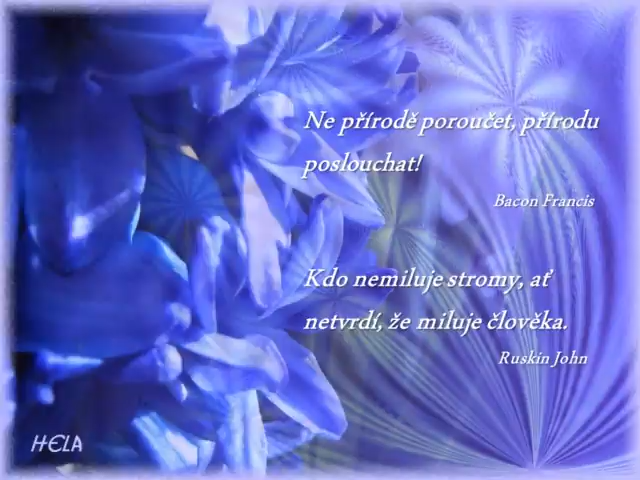 Ne přírodě poroučet, přírodu
poslouchat!
Bacon Francis
Kdo nemiluje stromy, ať
netvrdí, že miluje člověka.
Ruskin John
HELA